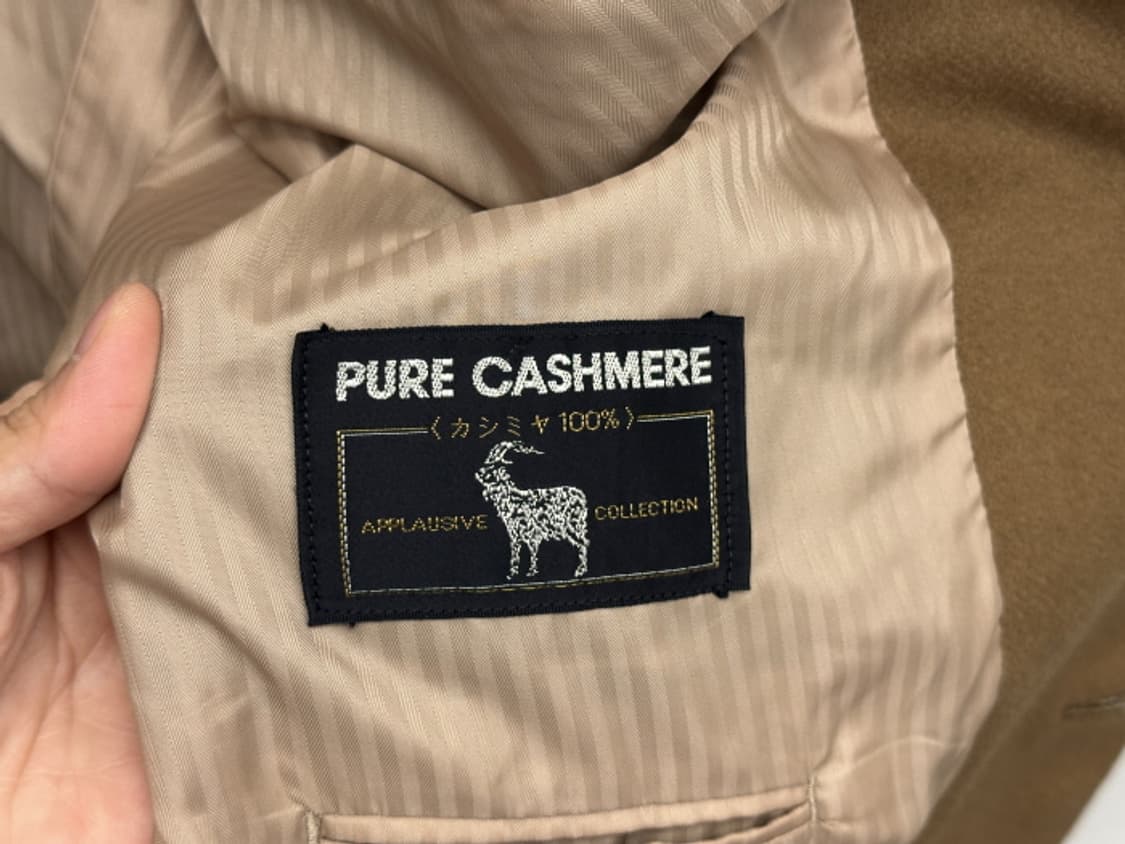 PURE CASHMERE
〈カシミヤ100%〉
APPLAUSIVE COLLECTION